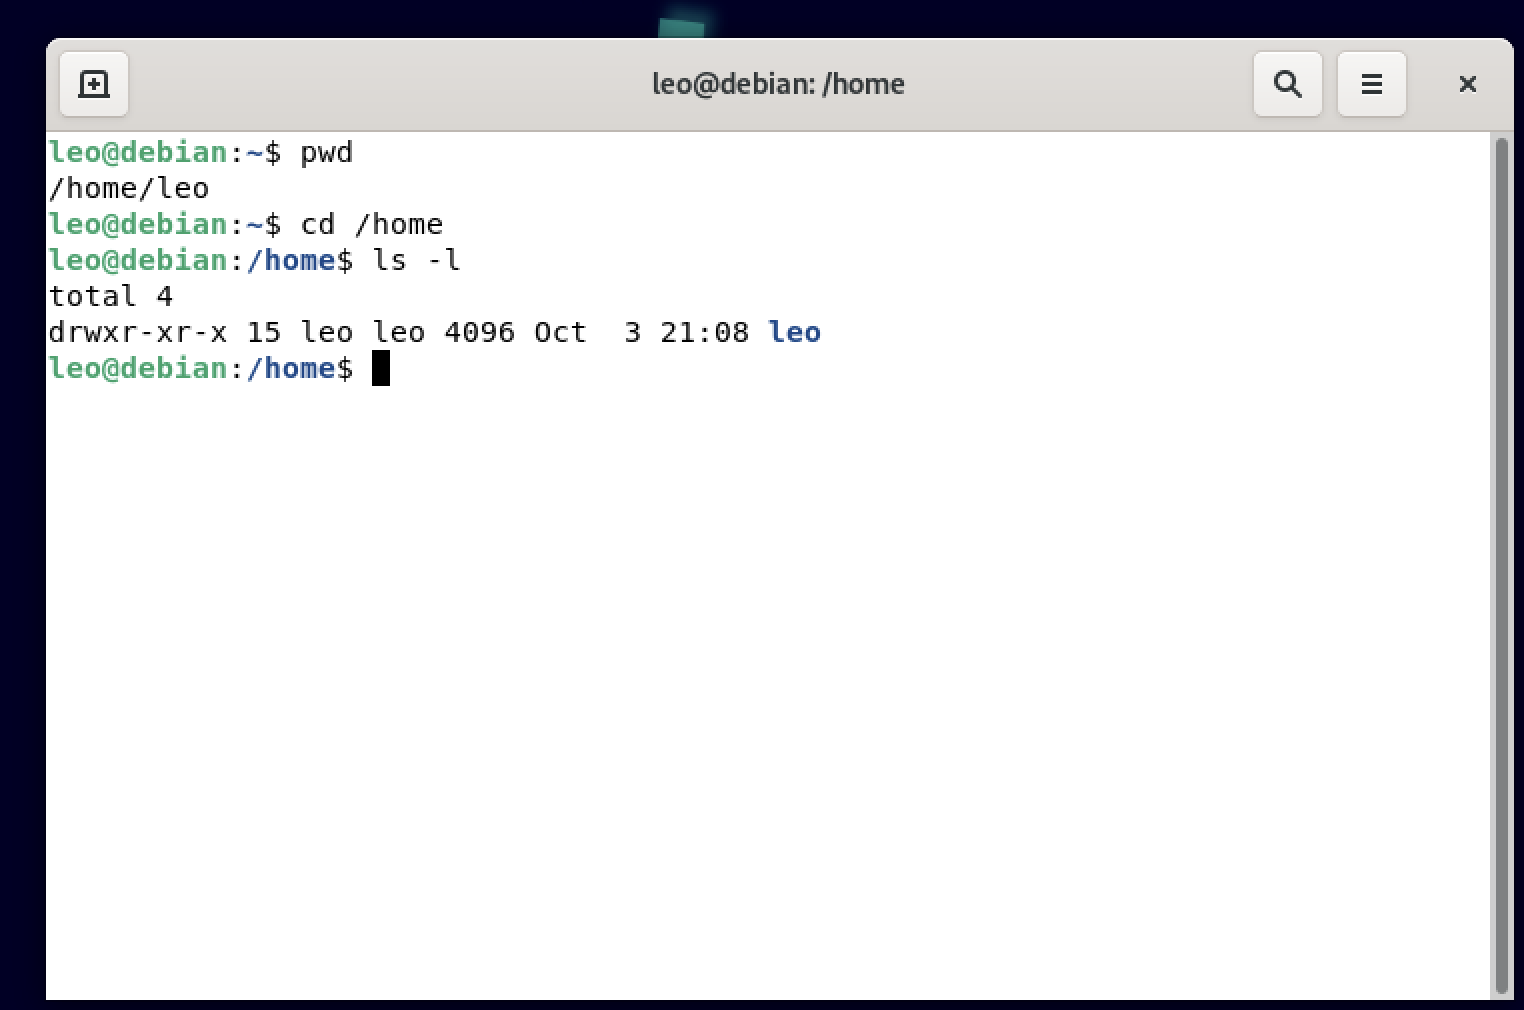 leo@debian: /home
leo@debian:~$ pwd
/home/leo
leo@debian:~$ cd /home
leo@debian:/home$ ls -l
total 4
drwxr-xr-x 15 leo leo 4096 Oct  3 21:08 leo
leo@debian:/home$